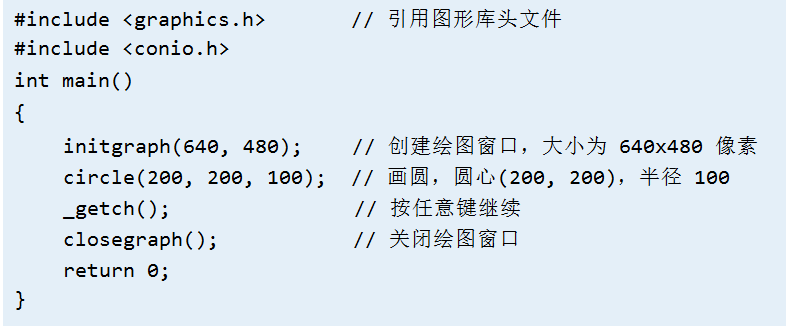 #include <graphics.h>       // 引用图形库头文件
#include <conio.h>
int main()
{
    initgraph(640, 480);    // 创建绘图窗口，大小为 640x480 像素
    circle(200, 200, 100);  // 画圆，圆心(200, 200)，半径 100
    _getch();               // 按任意键继续
    closegraph();           // 关闭绘图窗口
    return 0;
}